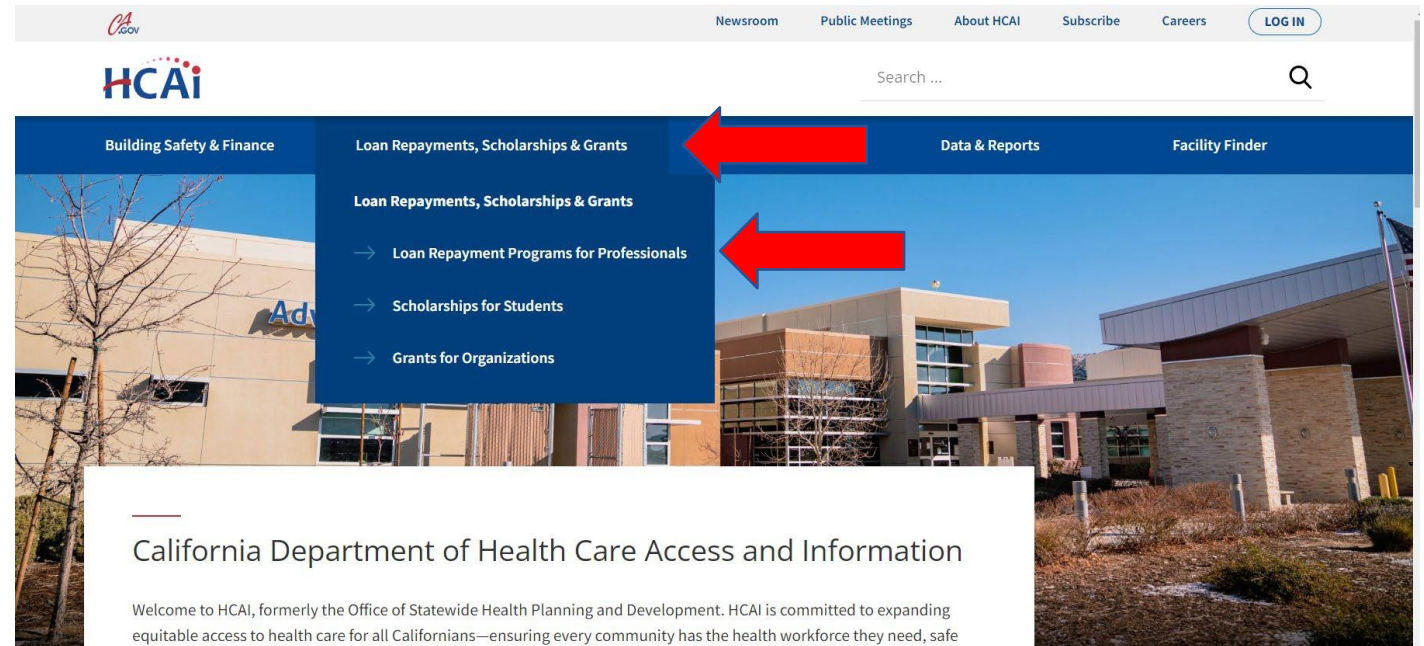 CA.GOV
Newsroom Public Meetings About HCAI Subscribe Careers LOG IN
HCAi
Search ...
Building Safety & Finance Loan Repayments, Scholarships & Grants Data & Reports Facility Finder
Loan Repayments, Scholarships & Grants
Loan Repayment Programs for Professionals
Scholarships for Students
Grants for Organizations
Adv
California Department of Health Care Access and Information
Welcome to HCAI, formerly the Office of Statewide Health Planning and Development. HCAI is committed to expanding
equitable access to health care for all Californians—ensuring every community has the health workforce they need, safe